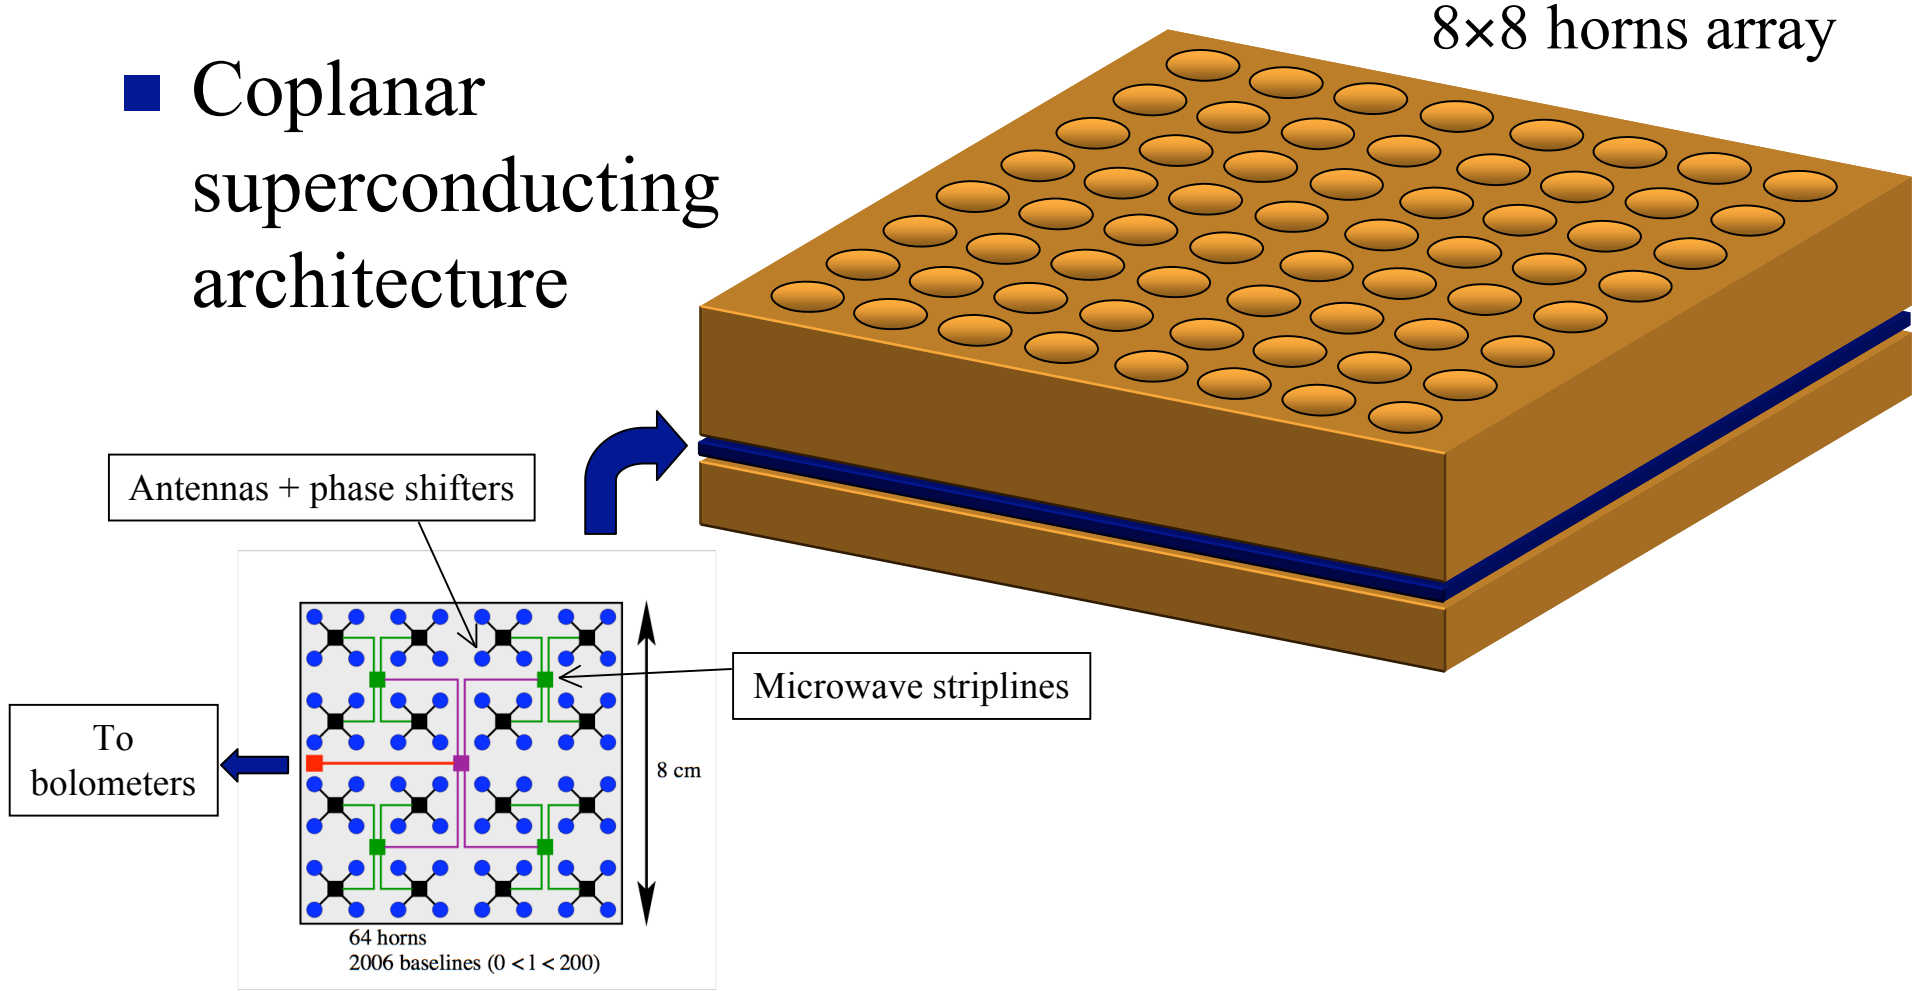 8×8 horns array
Coplanar
superconducting
architecture
Antennas + phase shifters
Microwave striplines
To
bolometers
8 cm
64 horns
2006 baselines (0 < l < 200)